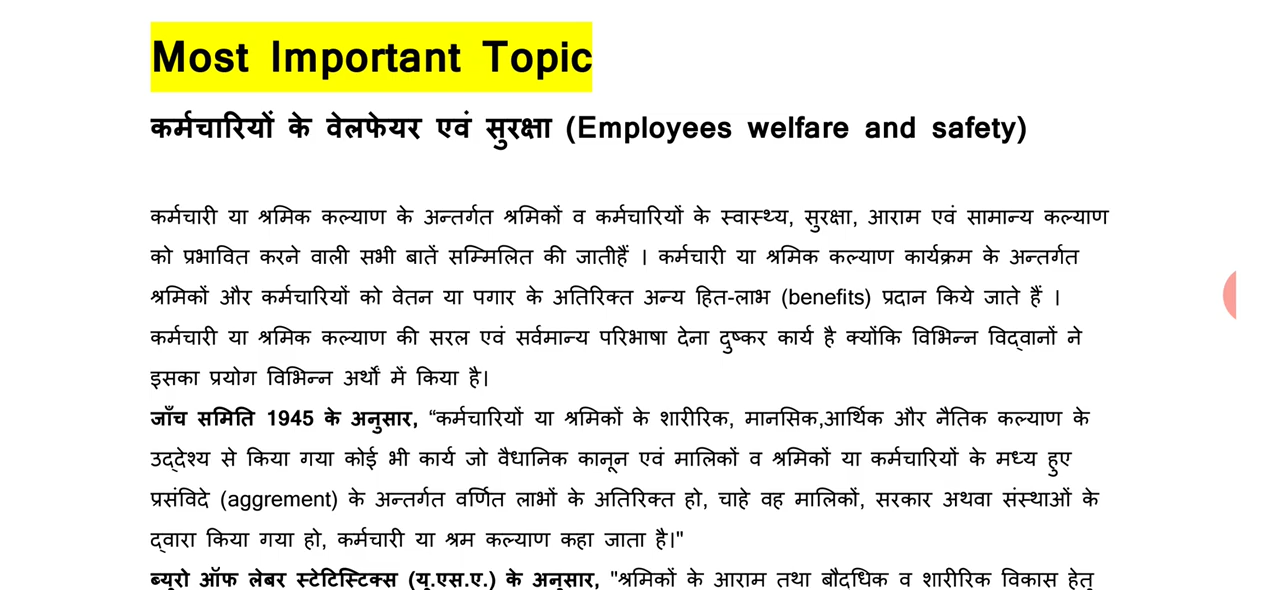 Most Important Topic
कर्मचारियों के वेलफेयर एवं सुरक्षा (Employees welfare and safety)
कर्मचारी या श्रमिक कल्याण के अन्तर्गत श्रमिकों व कर्मचारियों के स्वास्थ्य, सुरक्षा, आराम एवं सामान्य कल्याण
को प्रभावित करने वाली सभी बातें सम्मिलित की जातीहैं । कर्मचारी या श्रमिक कल्याण कार्यक्रम के अन्तर्गत
श्रमिकों और कर्मचारियों को वेतन या पगार के अतिरिक्त अन्य हित-लाभ (benefits) प्रदान किये जाते हैं ।
कर्मचारी या श्रमिक कल्याण की सरल एवं सर्वमान्य परिभाषा देना दुष्कर कार्य है क्योंकि विभिन्न विद्वानों ने
इसका प्रयोग विभिन्न अर्थों में किया है।
जाँच समिति 1945 के अनुसार, “कर्मचारियों या श्रमिकों के शारीरिक, मानसिक,आर्थिक और नैतिक कल्याण के
उद्देश्य से किया गया कोई भी कार्य जो वैधानिक कानून एवं मालिकों व श्रमिकों या कर्मचारियों के मध्य हुए
प्रसंविदे (aggrement) के अन्तर्गत वर्णित लाभों के अतिरिक्त हो, चाहे वह मालिकों, सरकार अथवा संस्थाओं के
द्वारा किया गया हो, कर्मचारी या श्रम कल्याण कहा जाता है।"
ब्यूरो ऑफ लेबर स्टेटिस्टिक्स (यू.एस.ए.) के अनुसार, "श्रमिकों के आराम तथा बौद्धिक व शारीरिक विकास हेतु